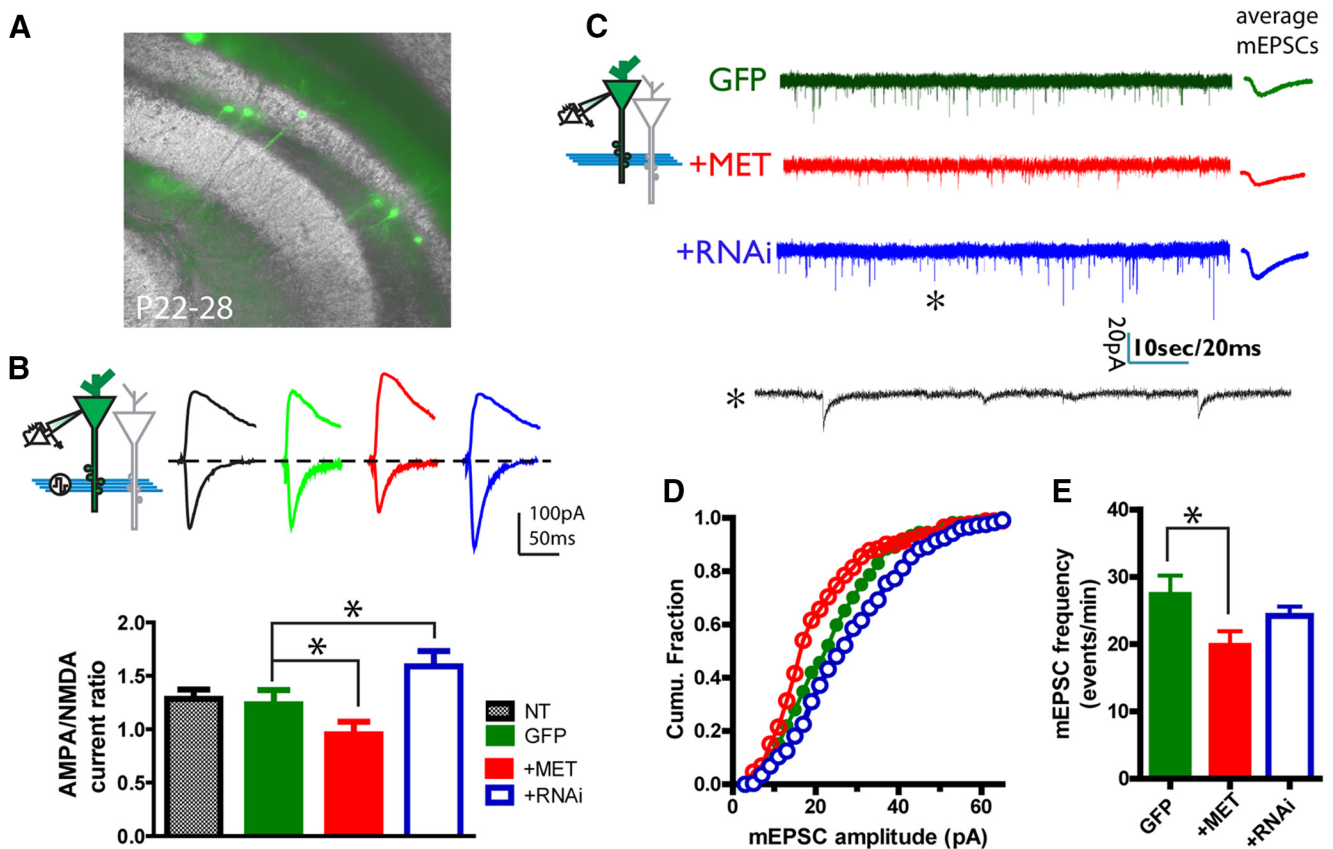 A
P22-28
B
100pA
50ms
AMPA/NMDA
current ratio
2.0
1.5
1.0
0.5
0.0
*
*
NT
GFP
+MET
+RNAi
C
average
mEPSCs
GFP
+MET
+RNAi
*
20pA
10sec/20ms
*
D
Cumu. Fraction
1.0
0.8
0.6
0.4
0.2
0.0
0
20
40
60
mEPSC amplitude (pA)
E
mEPSC frequency
(events/min)
40
30
20
10
0
*
GFP
+MET
+RNAi